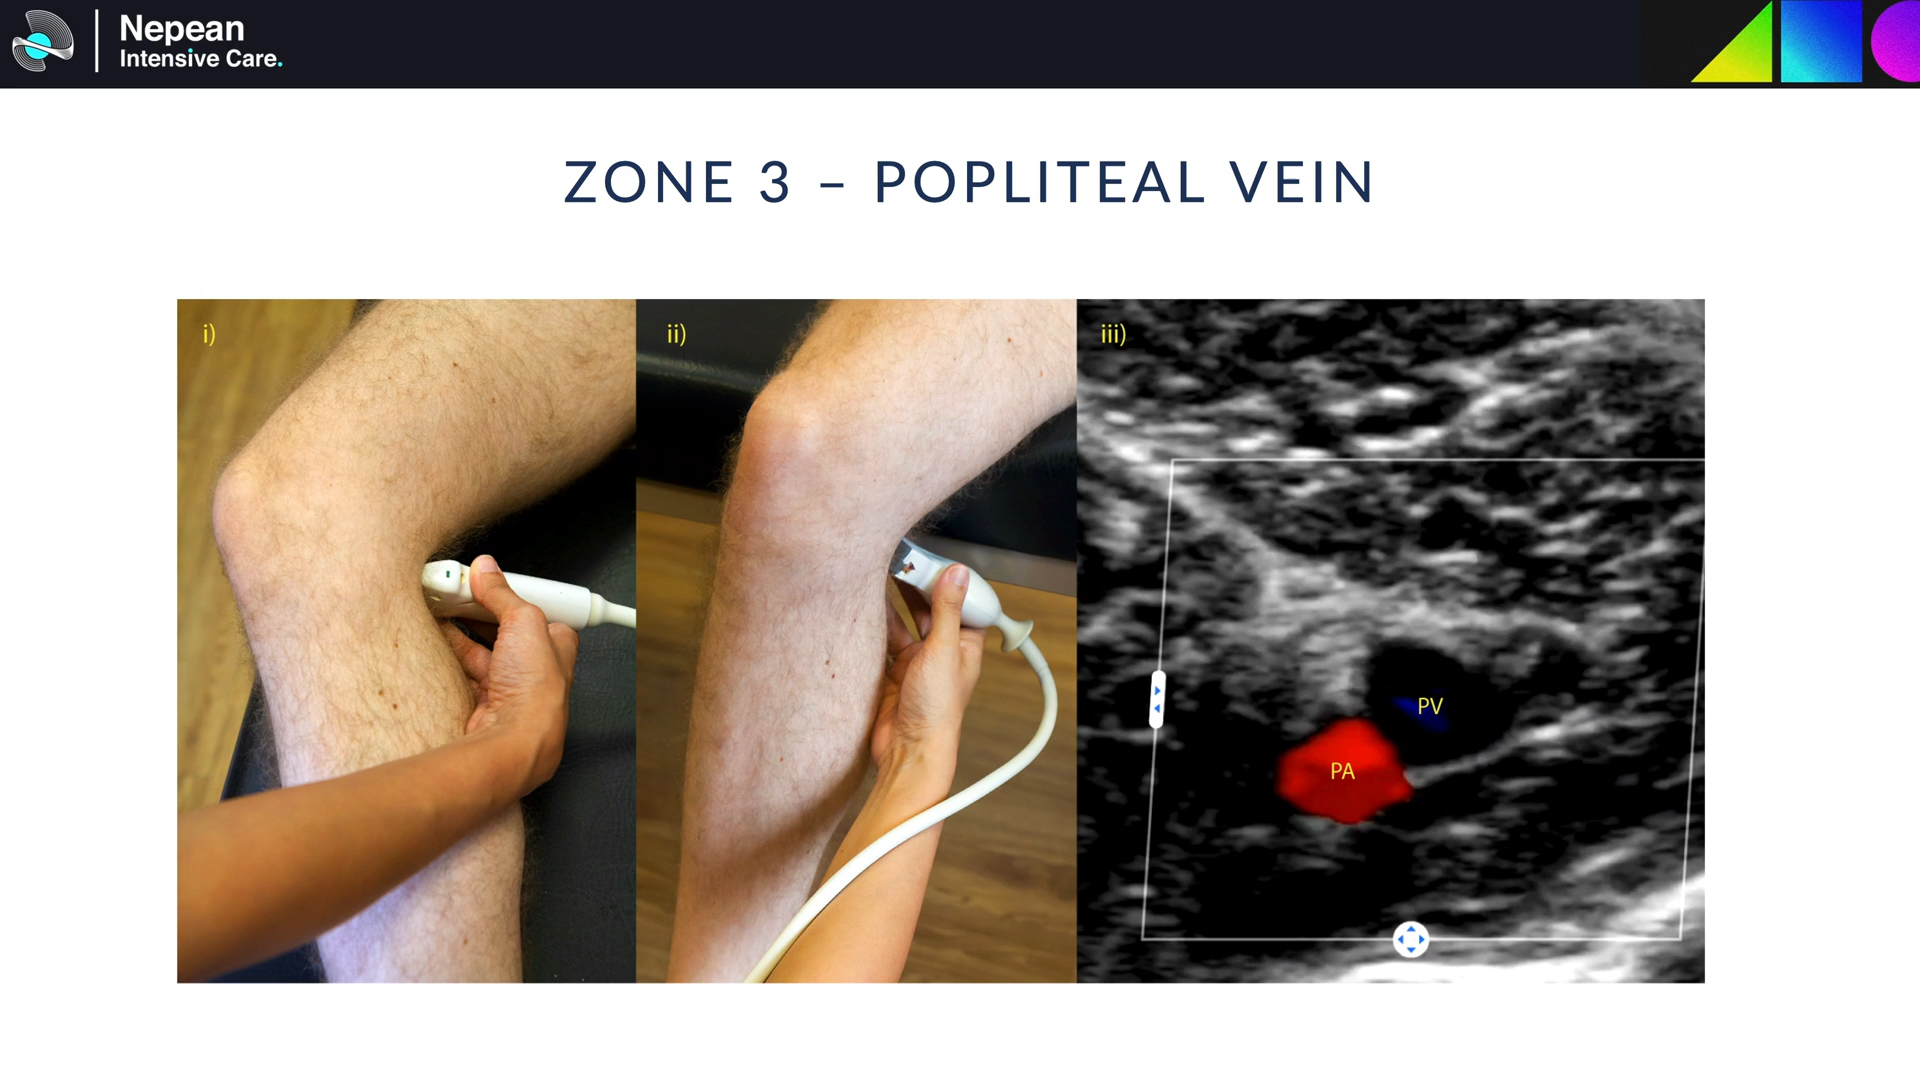 Nepean
Intensive Care.
ZONE 3 – POPLITEAL VEIN
i)
ii)
iii)
PV
PA